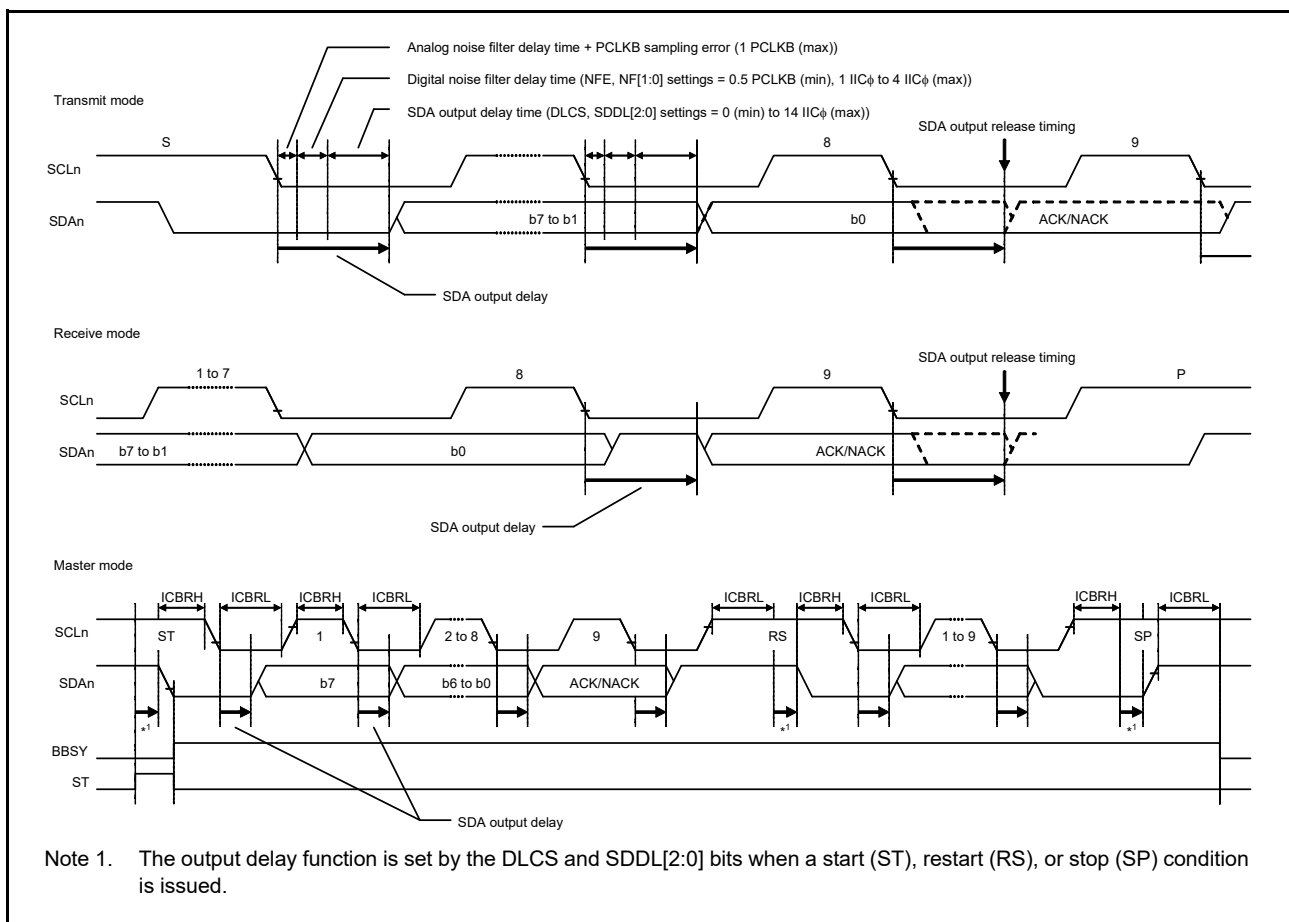 Analog noise filter delay time + PCLKB sampling error (1 PCLKB (max))
Digital noise filter delay time (NFE, NF[1:0] settings = 0.5 PCLKB (min), 1 IICϕ to 4 IICϕ (max))
Transmit mode
SDA output delay time (DLCS, SDDL[2:0] settings = 0 (min) to 14 IICϕ (max))
SDA output release timing
S 8 9
SCLn
SDAn
b7 to b1 b0 ACK/NACK
SDA output delay
Receive mode
SDA output release timing
1 to 7 8 9 P
SCLn
SDAn b7 to b1 b0 ACK/NACK
SDA output delay
Master mode
ICBRH ICBRL ICBRH ICBRL ICBRL ICBRH ICBRL ICBRH ICBRL
SCLn ST 1 2 to 8 9 RS 1 to 9 SP
SDAn
b7 b6 to b0 ACK/NACK
*1 *1 *1
BBSY
ST
SDA output delay
Note 1. The output delay function is set by the DLCS and SDDL[2:0] bits when a start (ST), restart (RS), or stop (SP) condition
is issued.